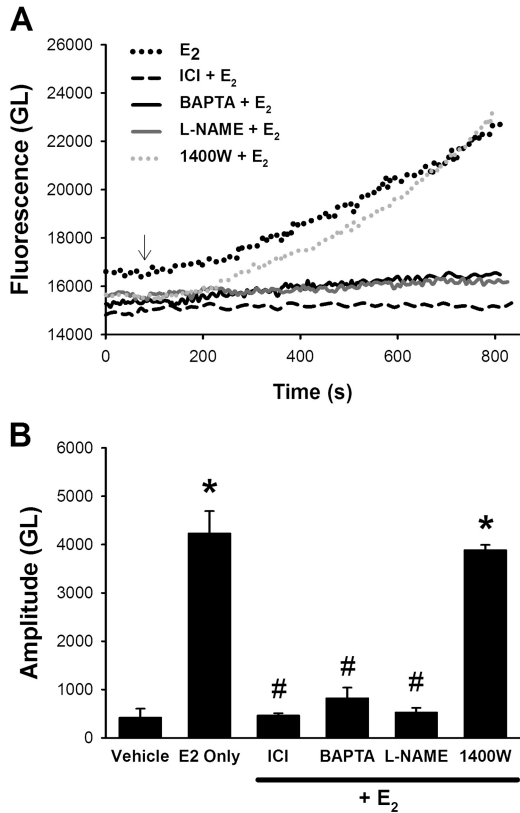 A
Fluorescence (GL)
26000
24000
22000
20000
18000
16000
14000
E2
ICI + E2
BAPTA + E2
L-NAME + E2
1400W + E2
0 200 400 600 800
Time (s)
B
Amplitude (GL)
6000
5000
4000
3000
2000
1000
0
*
#
#
#
*
Vehicle E2 Only ICI BAPTA L-NAME 1400W
+ E2